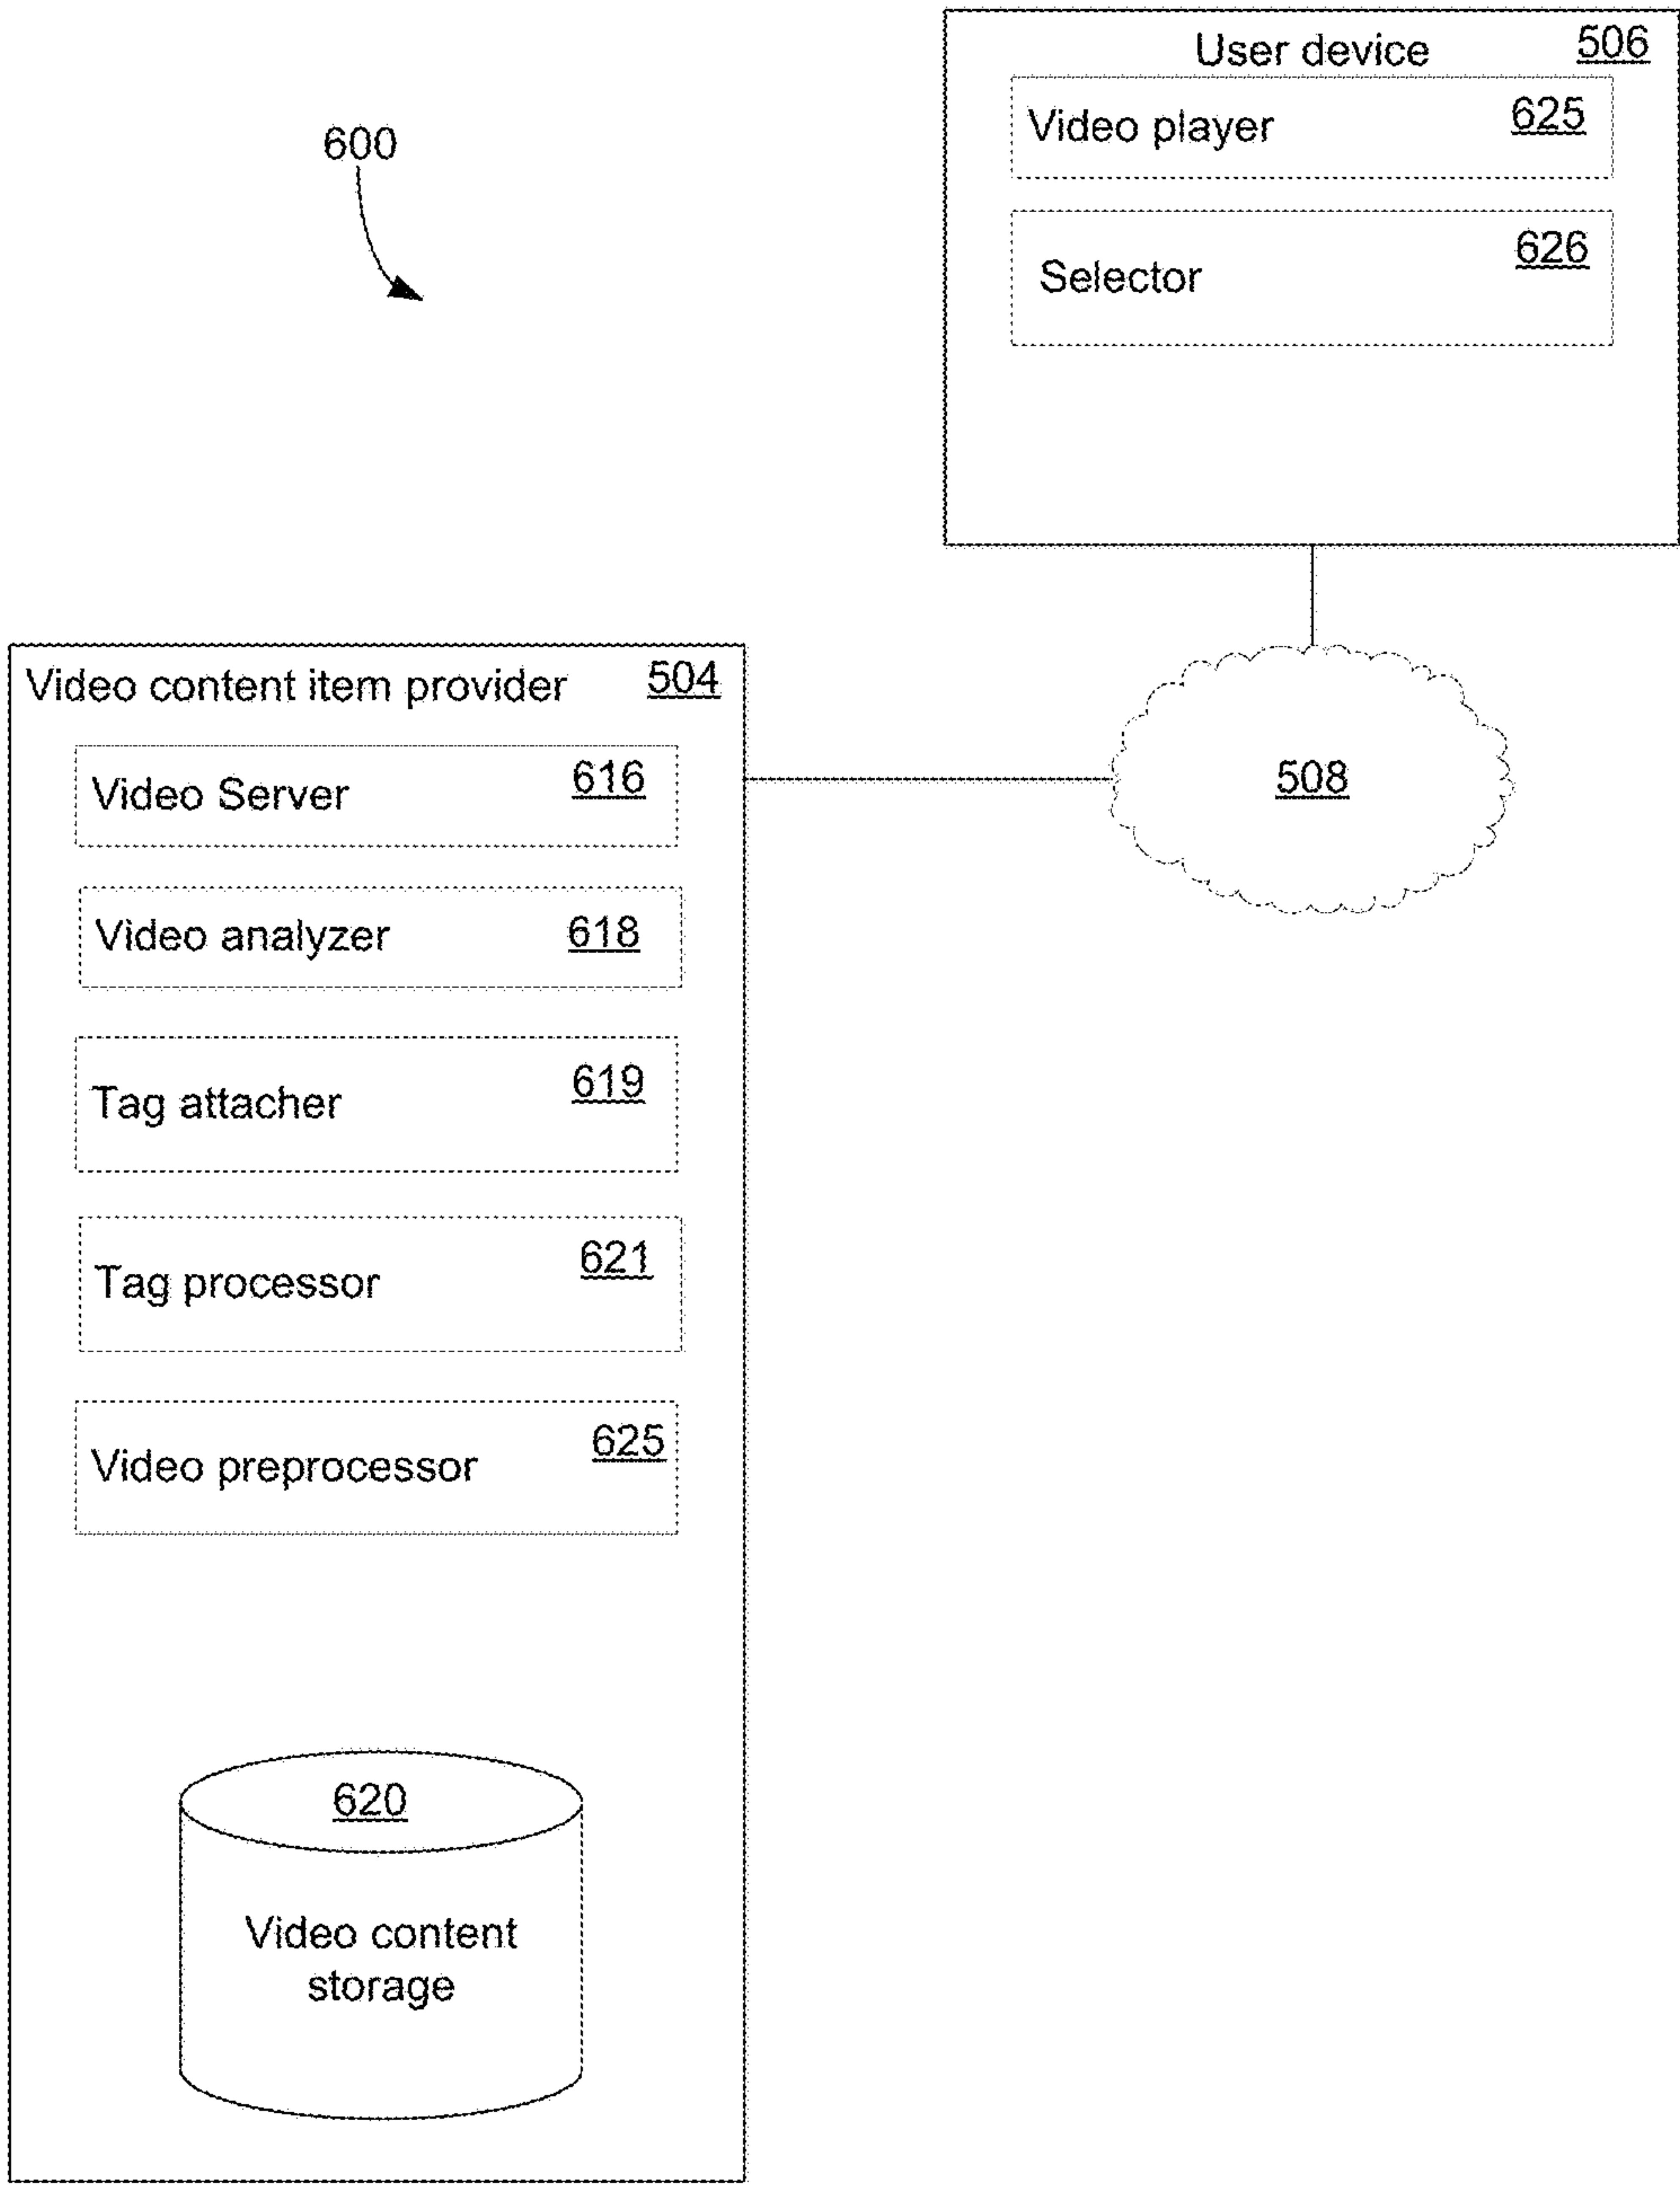 User device 506
Video player 625
Selector 626
600
Video content item provider 504
Video Server 616
Video analyzer 618
Tag attacher 619
Tag processor 621
Video preprocessor 625
620
Video content
storage
508